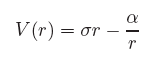 V(r) = σr − α/r